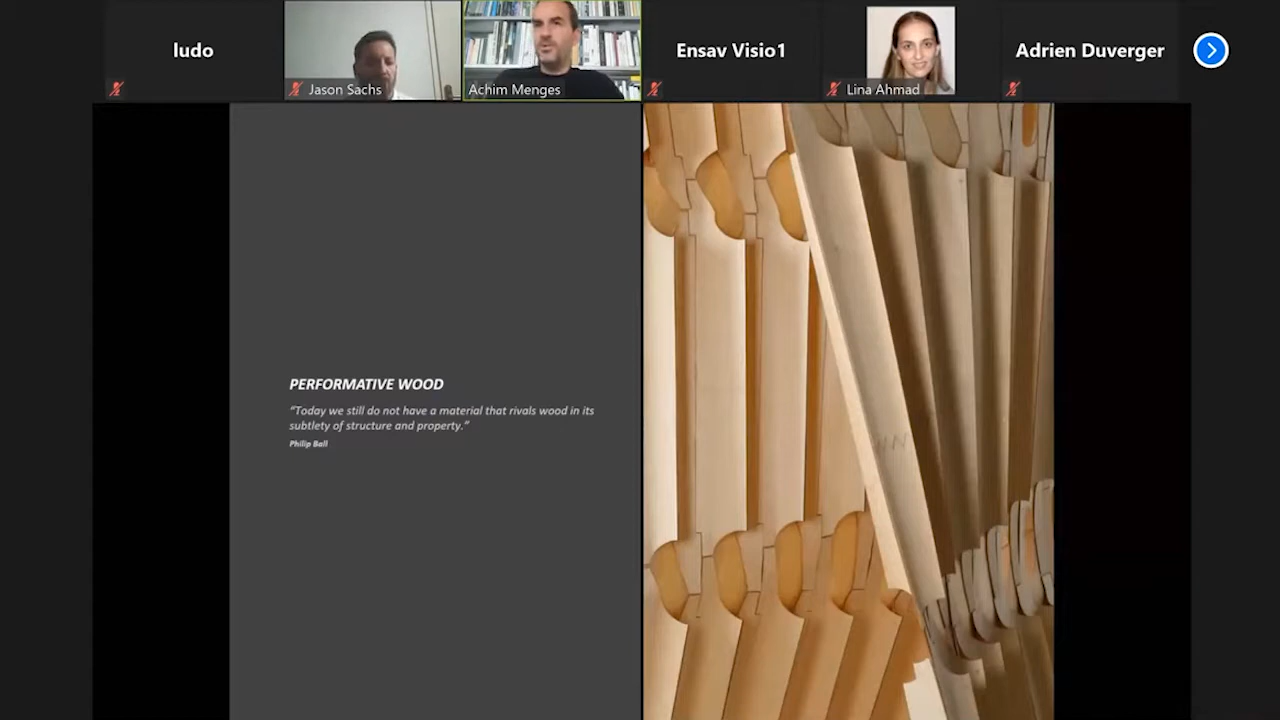 ludo
Jason Sachs
Achim Menges
Ensav Visio1
Lina Ahmad
Adrien Duverger
PERFORMATIVE WOOD
"Today we still do not have a material that rivals wood in its
subtlety of structure and property."
Philip Ball